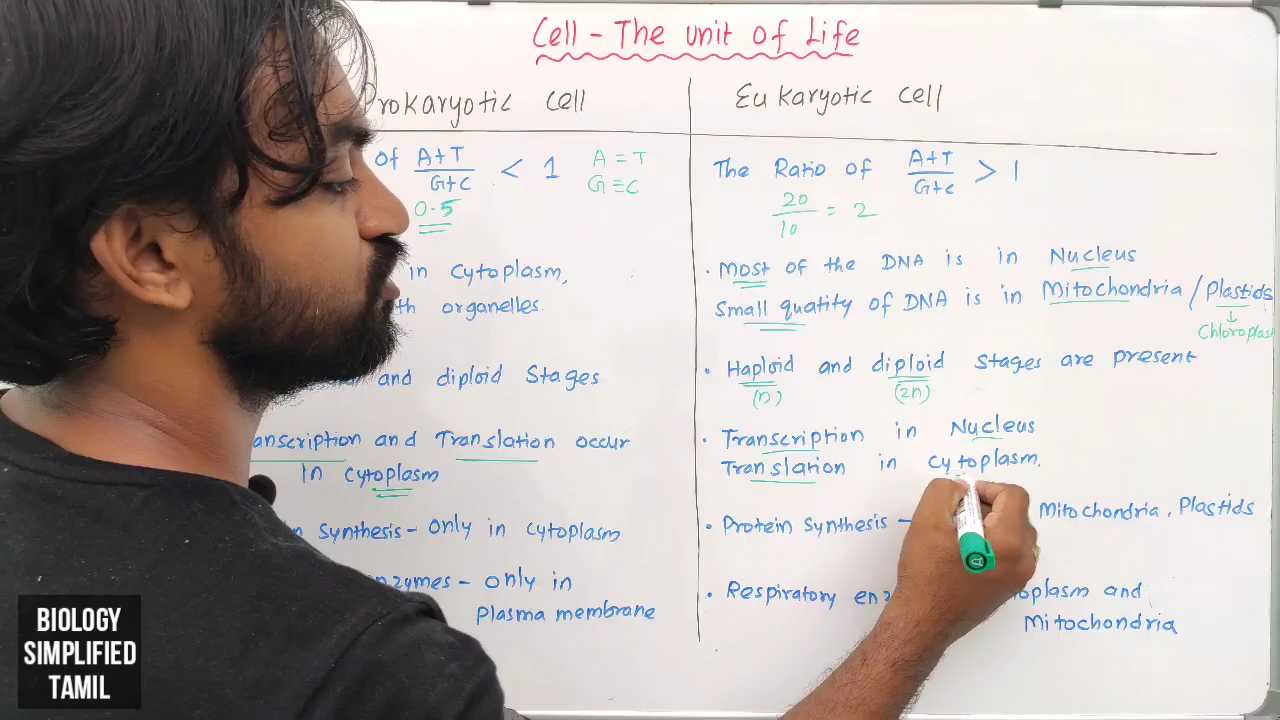 Cell - The unit of Life
Prokaryotic cell
of A+T / G+C < 1
A = T
G ≡ C
0.5
in cytoplasm,
organelles.
and diploid Stages
and Translation occur
In cytoplasm
Synthesis - only in cytoplasm
- only in
Plasma membrane
Eukaryotic cell
The Ratio of A+T / G+C > 1
20 / 10 = 2
. Most of the DNA is in Nucleus
Small quatity of DNA is in Mitochondria / Plastids
↓
. Haploid and diploid Stages are present
(n) (2n)
. Transcription in Nucleus
Translation in cytoplasm.
. Protein Synthesis - Mitochondria, Plastids
. Respiratory and
Mitochondria
BIOLOGY
SIMPLIFIED
TAMIL